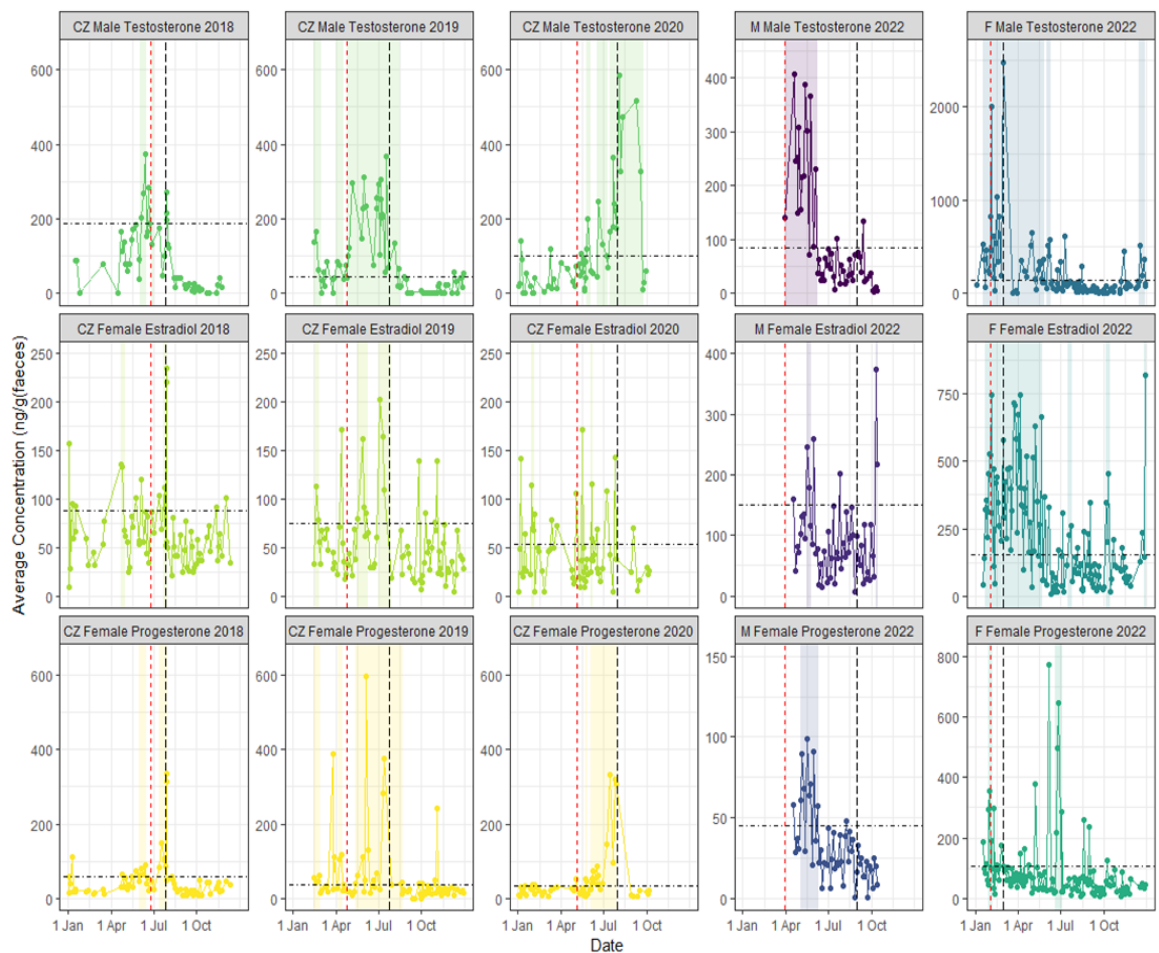 CZ Male Testosterone 2018 CZ Male Testosterone 2019 CZ Male Testosterone 2020 M Male Testosterone 2022 F Male Testosterone 2022
600 600 600 400 2000
400 400 400 300
200 200 200 200 1000
100
0 0 0 0 0
CZ Female Estradiol 2018 CZ Female Estradiol 2019 CZ Female Estradiol 2020 M Female Estradiol 2022 F Female Estradiol 2022
250 250 250 400 750
200 200 200 300
150 150 150 200 500
100 100 100 100 250
50 50 50
0 0 0 0 0
CZ Female Progesterone 2018 CZ Female Progesterone 2019 CZ Female Progesterone 2020 M Female Progesterone 2022 F Female Progesterone 2022
600 600 600 150 800
400 400 400 100 600
200 200 200 50 400
200
0 0 0 0 0
1 Jan 1 Apr 1 Jul 1 Oct 1 Jan 1 Apr 1 Jul 1 Oct 1 Jan 1 Apr 1 Jul 1 Oct 1 Jan 1 Apr 1 Jul 1 Oct 1 Jan 1 Apr 1 Jul 1 Oct
Average Concentration (ng/g(faeces)
Date